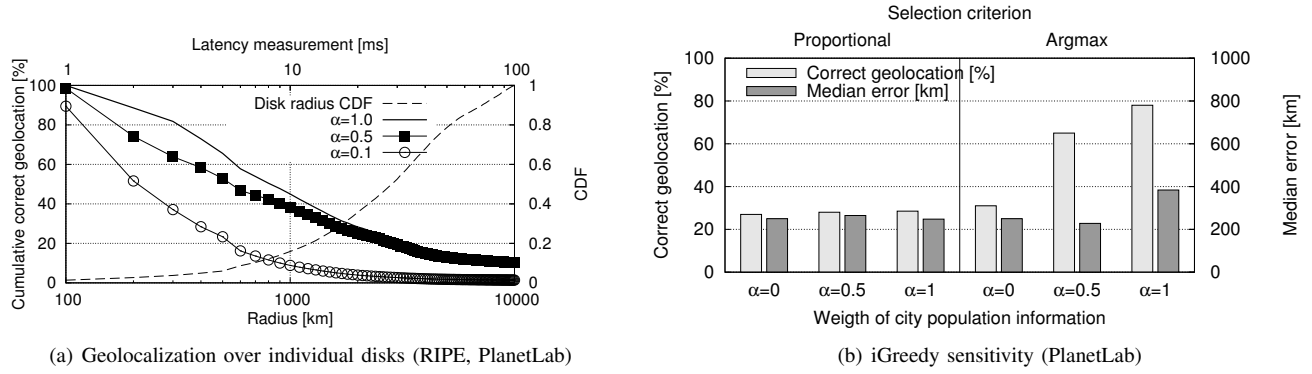 Latency measurement [ms]
1 10 100
Cumulative correct geolocation [%]
100
80
60
40
20
0
Disk radius CDF
α=1.0
α=0.5
α=0.1
1
0.8
0.6
0.4
0.2
0
CDF
100 1000 10000
Radius [km]
(a) Geolocalization over individual disks (RIPE, PlanetLab)
Selection criterion
Proportional Argmax
Correct geolocation [%]
100
80
60
40
20
0
Correct geolocation [%]
Median error [km]
1000
800
600
400
200
0
Median error [km]
α=0 α=0.5 α=1 α=0 α=0.5 α=1
Weigth of city population information
(b) iGreedy sensitivity (PlanetLab)